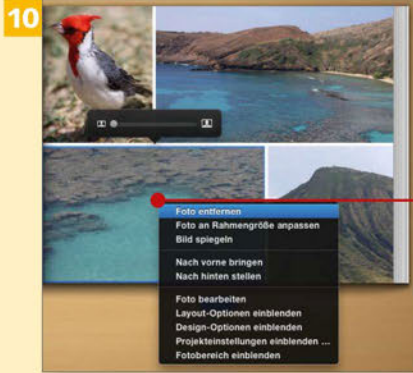 10
Foto entfernen
Foto an Rahmengröße anpassen
Bild spiegeln
Nach vorne bringen
Nach hinten stellen
Foto bearbeiten
Layout-Optionen einblenden
Design-Optionen einblenden
Projekteinstellungen einblenden ...
Fotobereich einblenden